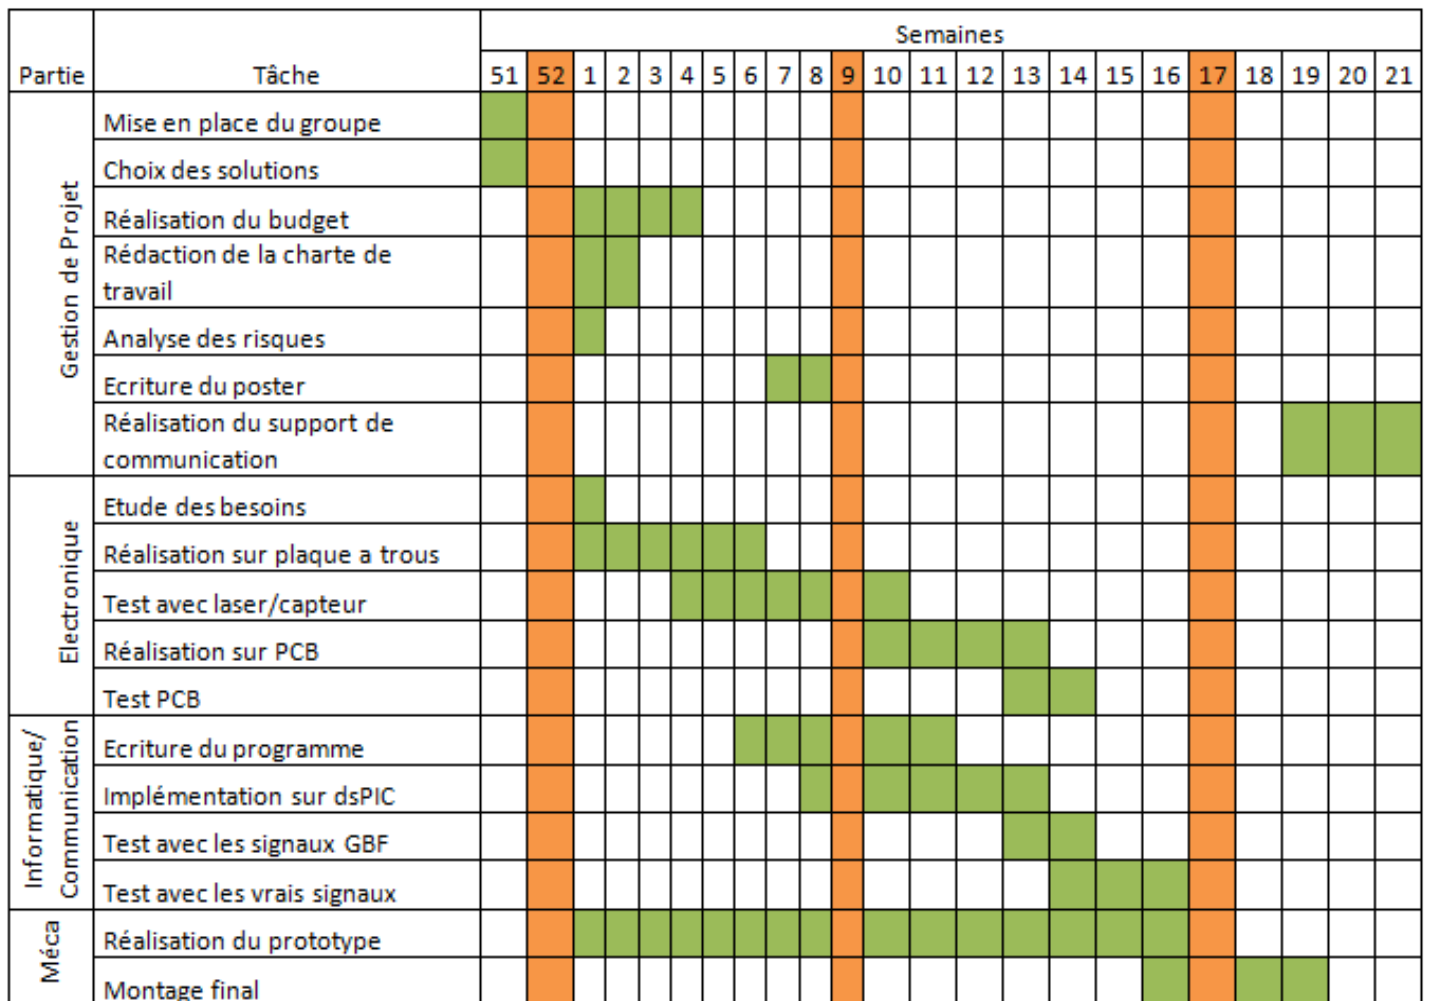 Semaines
Partie Tâche 51 52 1 2 3 4 5 6 7 8 9 10 11 12 13 14 15 16 17 18 19 20 21
Gestion de Projet
Mise en place du groupe
Choix des solutions
Réalisation du budget
Rédaction de la charte de
travail
Analyse des risques
Ecriture du poster
Réalisation du support de
communication
Electronique
Etude des besoins
Réalisation sur plaque a trous
Test avec laser/capteur
Réalisation sur PCB
Test PCB
Informatique/
Communication
Ecriture du programme
Implémentation sur dsPIC
Test avec les signaux GBF
Test avec les vrais signaux
Méca
Réalisation du prototype
Montage final